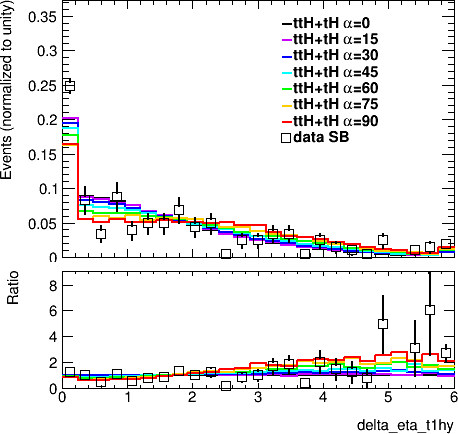 Events (normalized to unity)
0.35
0.3
0.25
0.2
0.15
0.1
0.05
0
ttH+tH α=0
ttH+tH α=15
ttH+tH α=30
ttH+tH α=45
ttH+tH α=60
ttH+tH α=75
ttH+tH α=90
data SB
Ratio
8
6
4
2
0
0 1 2 3 4 5 6
delta_eta_t1hy